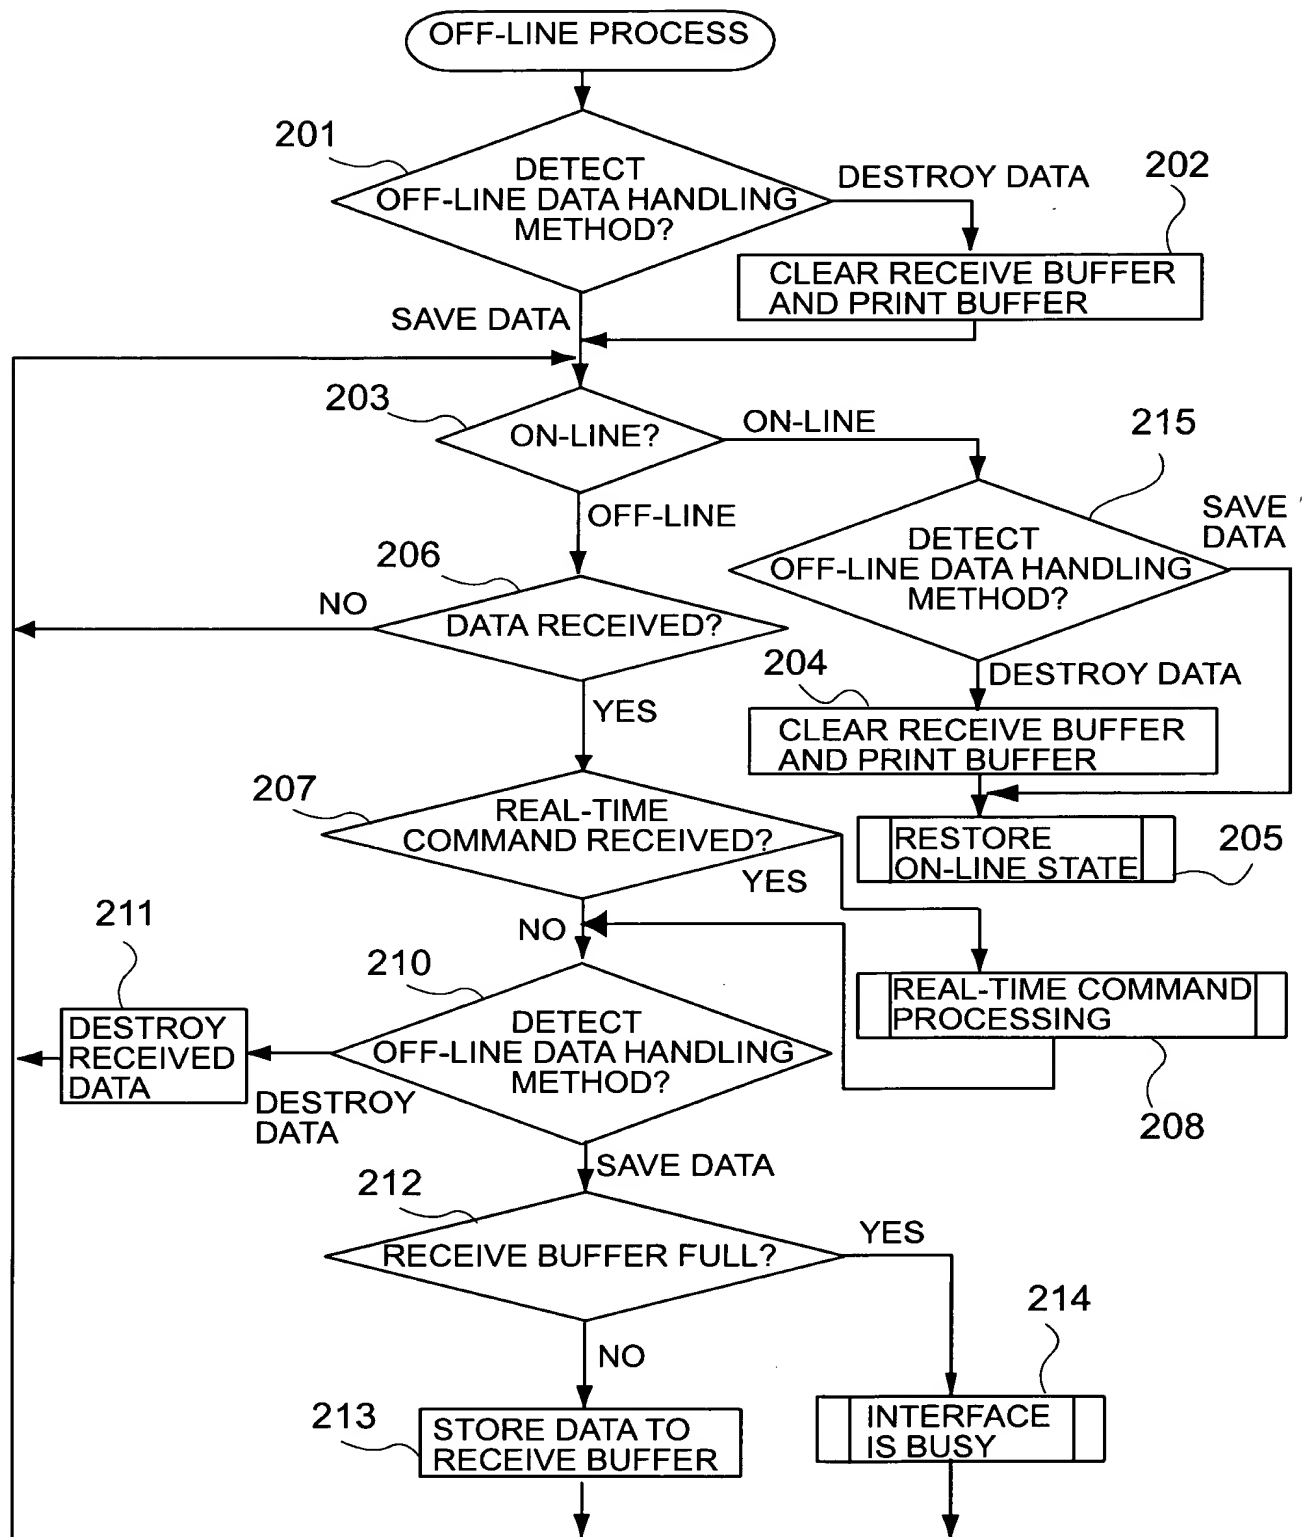 OFF-LINE PROCESS
201
DETECT
OFF-LINE DATA HANDLING
METHOD?
DESTROY DATA
202
CLEAR RECEIVE BUFFER
AND PRINT BUFFER
SAVE DATA
203
ON-LINE?
ON-LINE
215
OFF-LINE
SAVE
DATA
DETECT
OFF-LINE DATA HANDLING
METHOD?
206
NO
DATA RECEIVED?
204
DESTROY DATA
YES
CLEAR RECEIVE BUFFER
AND PRINT BUFFER
207
REAL-TIME
COMMAND RECEIVED?
YES
RESTORE
ON-LINE STATE
205
211
NO
210
REAL-TIME COMMAND
PROCESSING
DESTROY
RECEIVED
DATA
DETECT
OFF-LINE DATA HANDLING
METHOD?
DESTROY
DATA
208
SAVE DATA
212
RECEIVE BUFFER FULL?
YES
214
NO
213
STORE DATA TO
RECEIVE BUFFER
INTERFACE
IS BUSY